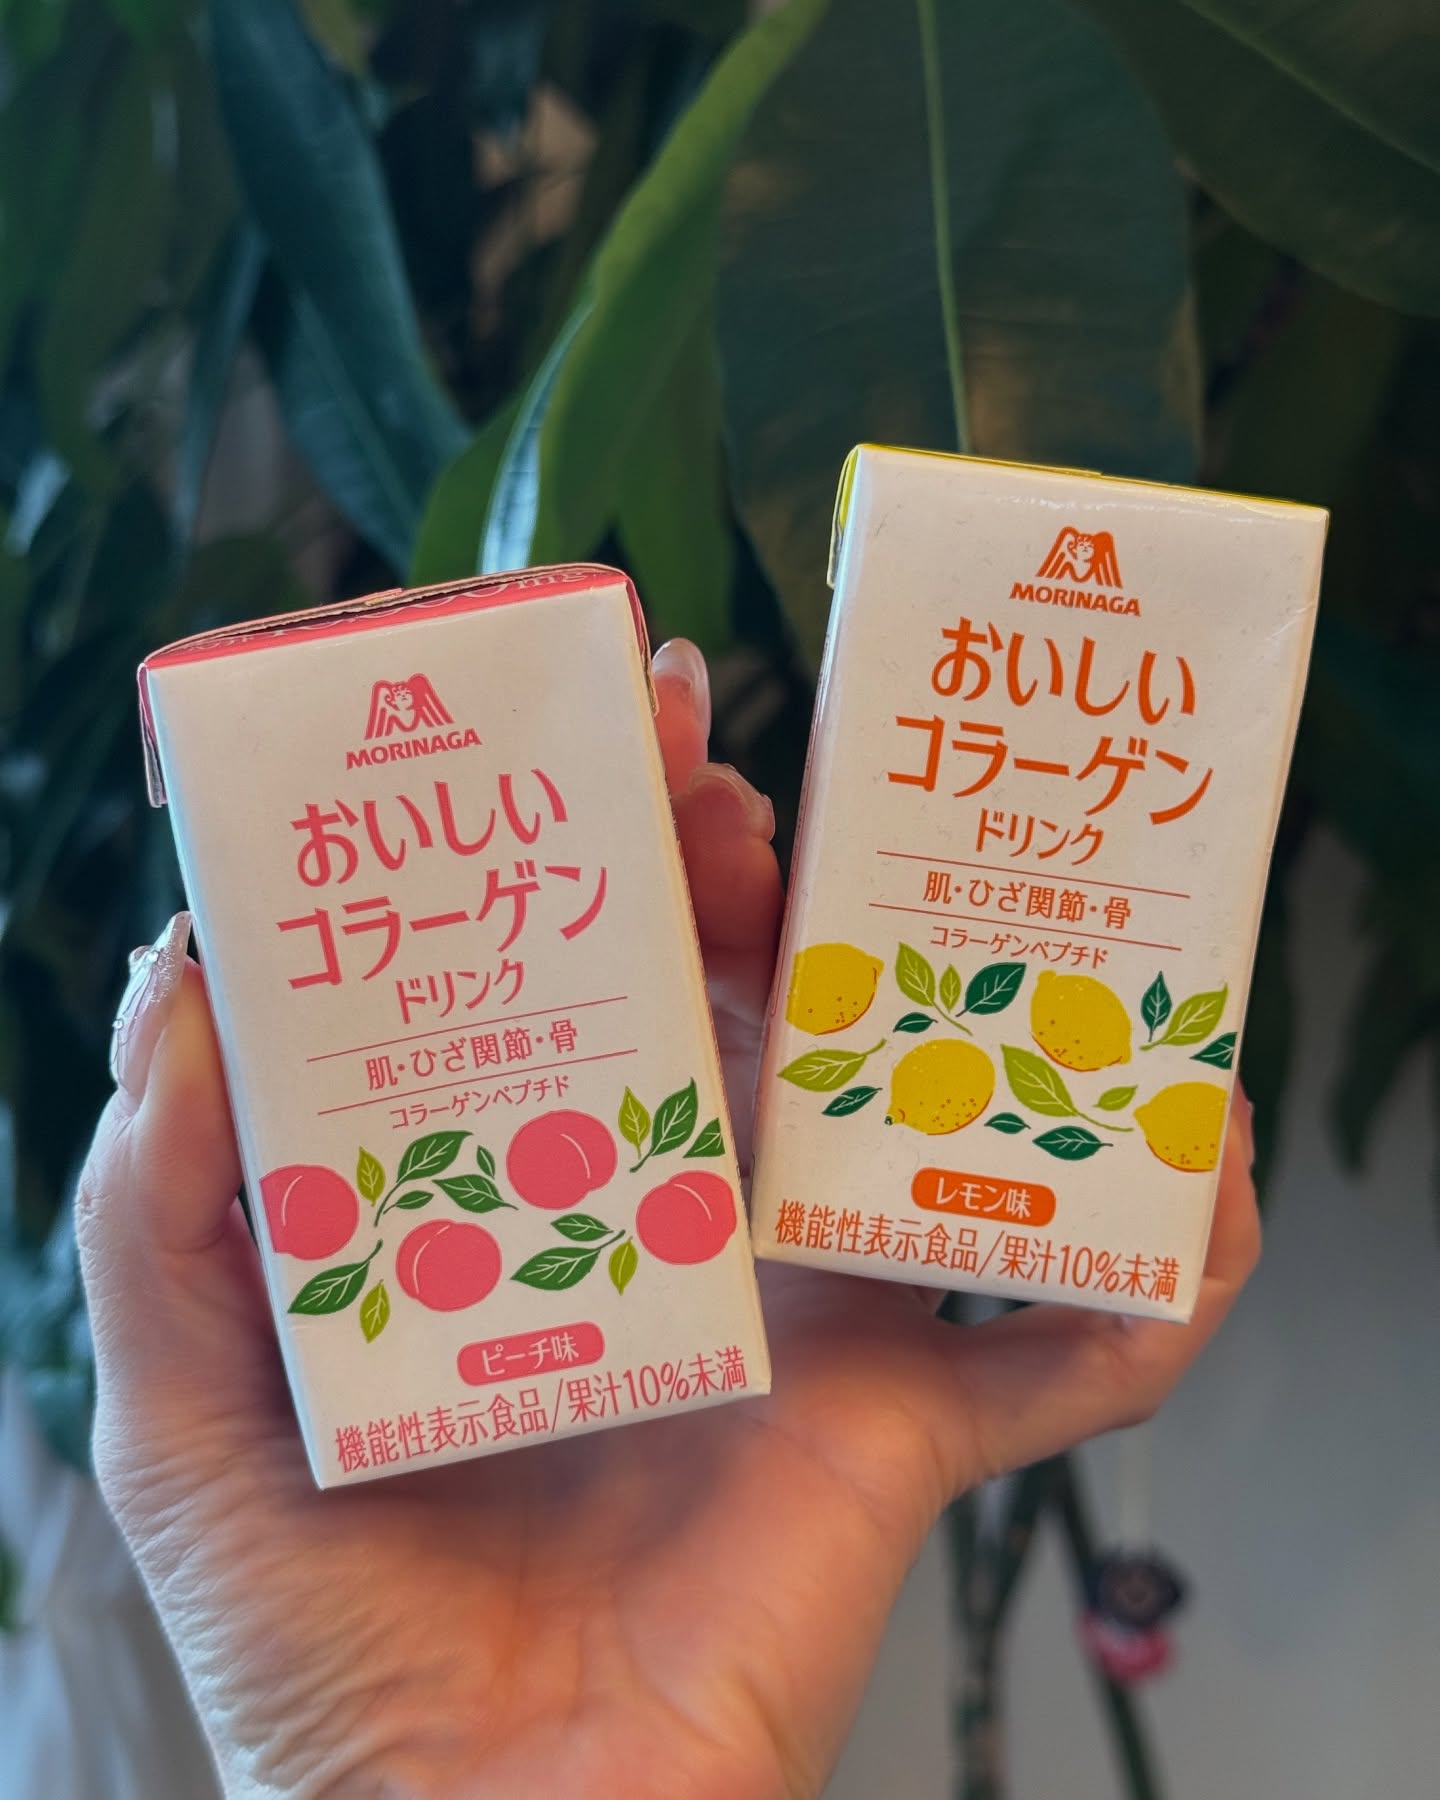 MORINAGA
おいしい
コラーゲン
ドリンク
肌・ひざ関節・骨
コラーゲンペプチド
ピーチ味
機能性表示食品/果汁10%未満
MORINAGA
おいしい
コラーゲン
ドリンク
肌・ひざ関節・骨
コラーゲンペプチド
レモン味
機能性表示食品/果汁10%未満